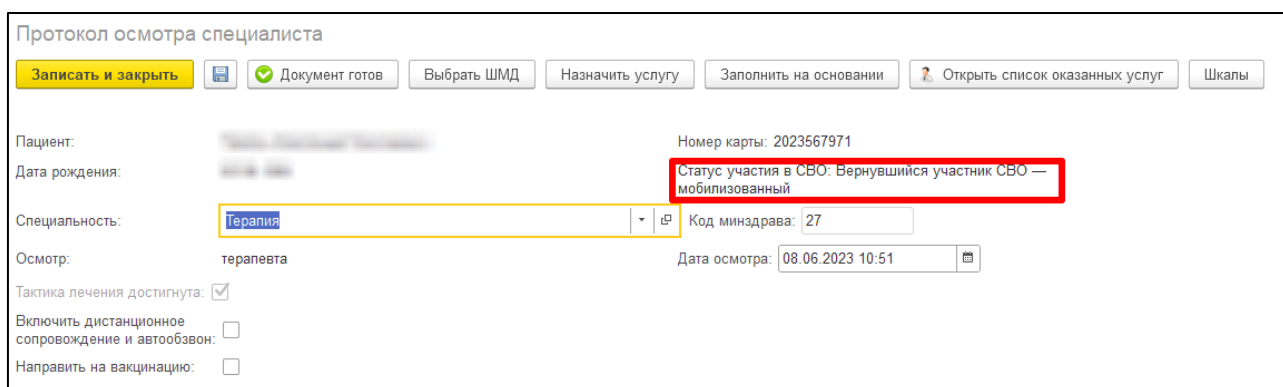 Протокол осмотра специалиста
Записать и закрыть Документ готов Выбрать ШМД Назначить услугу Заполнить на основании Открыть список оказанных услуг Шкалы
Пациент: Номер карты: 2023567971
Дата рождения: Статус участия в СВО: Вернувшийся участник СВО —
мобилизованный
Специальность: Терапия Код минздрава: 27
Осмотр: терапевта Дата осмотра: 08.06.2023 10:51
Тактика лечения достигнута:
Включить дистанционное
сопровождение и автообзвон:
Направить на вакцинацию: